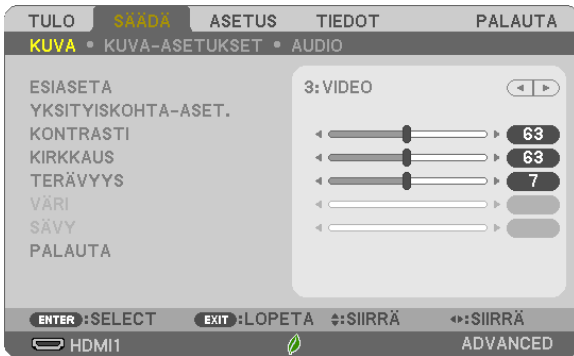 TULO SÄÄDÄ ASETUS TIEDOT PALAUTA
KUVA • KUVA-ASETUKSET • AUDIO
ESIASETA 3:VIDEO
YKSITYISKOHTA-ASET.
KONTRASTI 63
KIRKKAUS 63
TERÄVYYS 7
VÄRI
SÄVY
PALAUTA
ENTER :SELECT EXIT :LOPETA :SIIRRÄ :SIIRRÄ
HDMI1 ADVANCED